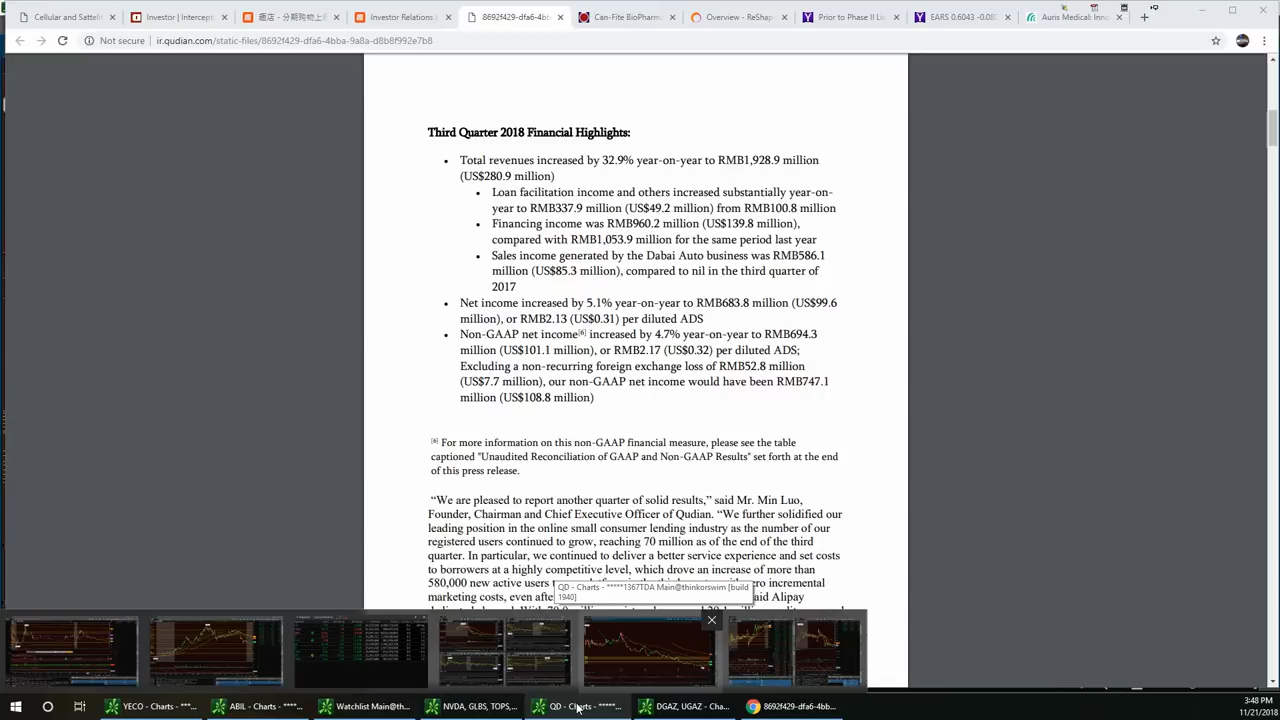 Cellular and Satelli
Investor | Intercept
趣店 - 分期购物上趣
Investor Relations |
8692f429-dfa6-4bb
Can-Fite BioPharma
Overview - ReShap
Prior to Phase II Liv
EARS 0.6043 -0.08
Auris Medical: Inno
Not secure | ir.qudian.com/static-files/8692f429-dfa6-4bba-9a8a-d8b8f992e7b8
Third Quarter 2018 Financial Highlights:
• Total revenues increased by 32.9% year-on-year to RMB1,928.9 million
(US$280.9 million)
• Loan facilitation income and others increased substantially year-on-
year to RMB337.9 million (US$49.2 million) from RMB100.8 million
• Financing income was RMB960.2 million (US$139.8 million),
compared with RMB1,053.9 million for the same period last year
• Sales income generated by the Dabai Auto business was RMB586.1
million (US$85.3 million), compared to nil in the third quarter of
2017
• Net income increased by 5.1% year-on-year to RMB683.8 million (US$99.6
million), or RMB2.13 (US$0.31) per diluted ADS
• Non-GAAP net income[6] increased by 4.7% year-on-year to RMB694.3
million (US$101.1 million), or RMB2.17 (US$0.32) per diluted ADS;
Excluding a non-recurring foreign exchange loss of RMB52.8 million
(US$7.7 million), our non-GAAP net income would have been RMB747.1
million (US$108.8 million)
[6] For more information on this non-GAAP financial measure, please see the table
captioned "Unaudited Reconciliation of GAAP and Non-GAAP Results" set forth at the end
of this press release.
“We are pleased to report another quarter of solid results,” said Mr. Min Luo,
Founder, Chairman and Chief Executive Officer of Qudian. “We further solidified our
leading position in the online small consumer lending industry as the number of our
registered users continued to grow, reaching 70 million as of the end of the third
quarter. In particular, we continued to deliver a better service experience and set costs
to borrowers at a highly competitive level, which drove an increase of more than
580,000 new active users
ero incremental
marketing costs, even afte
aid Alipay
QD - Charts - *****1367TDA Main@thinkorswim [build
1940]
YECO - Charts - ***...
ABIL - Charts - ****...
Watchlist Main@th...
NVDA, GLBS, TOPS,...
- Charts - *****...
DGAZ, UGAZ - Cha...
8692f429-dfa6-4bb...
3:48 PM
11/21/2018